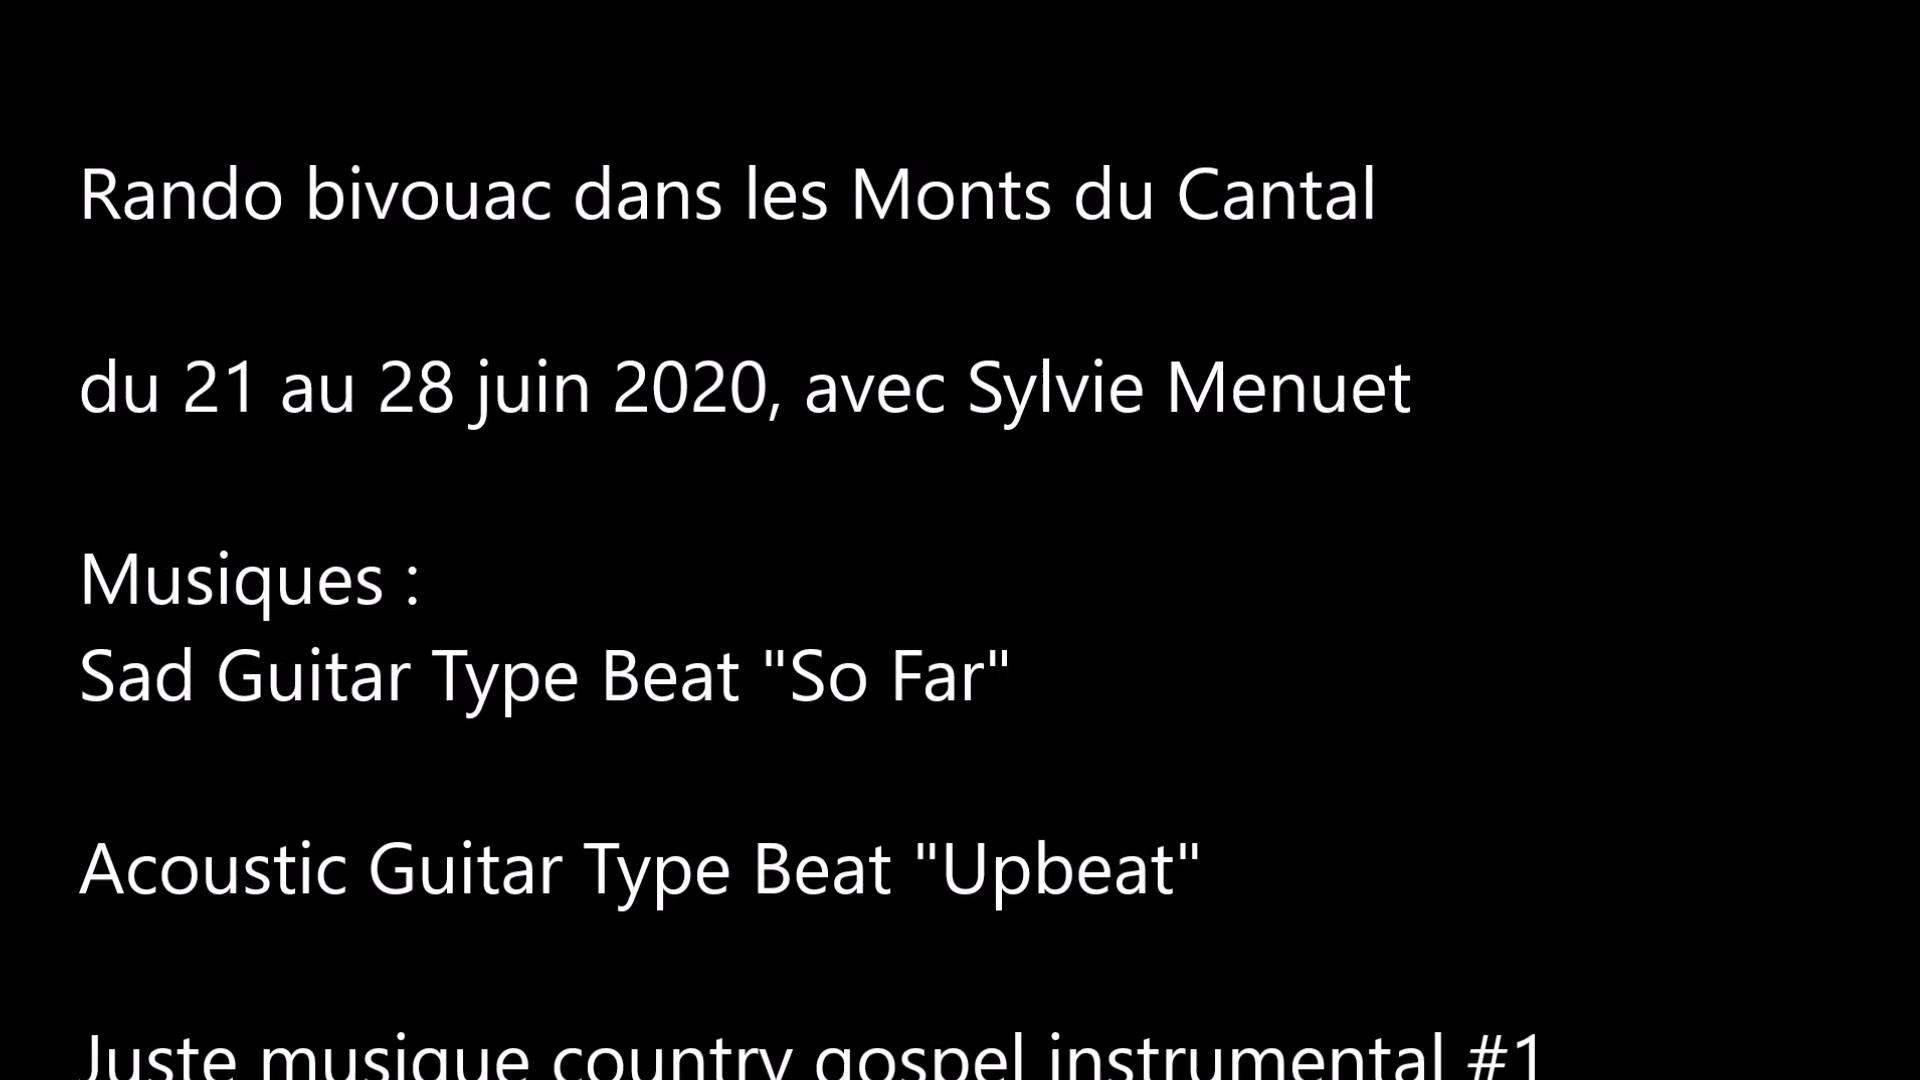 Rando bivouac dans les Monts du Cantal
du 21 au 28 juin 2020, avec Sylvie Menuet
Musiques :
Sad Guitar Type Beat "So Far"
Acoustic Guitar Type Beat "Upbeat"
Juste musique country gospel instrumental #1